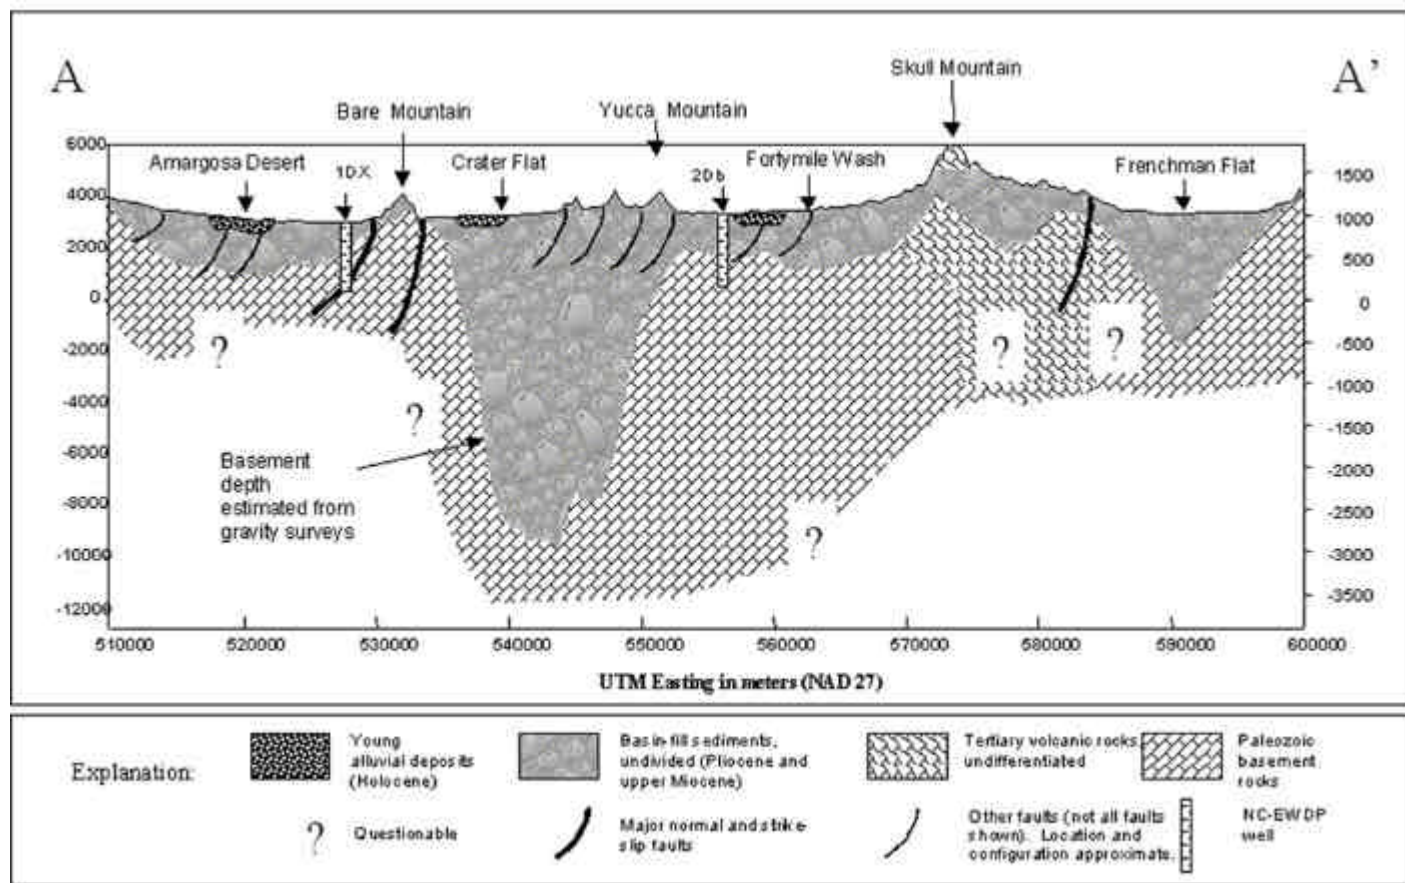 A
A'
Skull Mountain
Bare Mountain
Yucca Mountain
Amargosa Desert
1DX
Crater Flat
2Db
Fortymile Wash
Frenchman Flat
6000
4000
2000
0
-2000
-4000
-6000
-8000
-10000
-12000
1500
1000
500
0
-500
-1000
-1500
-2000
-2500
-3000
-3500
?
?
?
?
?
Basement
depth
estimated from
gravity surveys
510000 520000 530000 540000 550000 560000 570000 580000 590000 600000
UTM Easting in meters (NAD 27)
Explanation:
Young
alluvial deposits
(Holocene)
Basin-fill sediments,
undivided (Pliocene and
upper Miocene)
Tertiary volcanic rocks
undifferentiated
Paleozoic
basement
rocks
? Questionable
Major normal and strike-
slip faults
Other faults (not all faults
shown). Location and
configuration approximate.
NC-EWDP
well